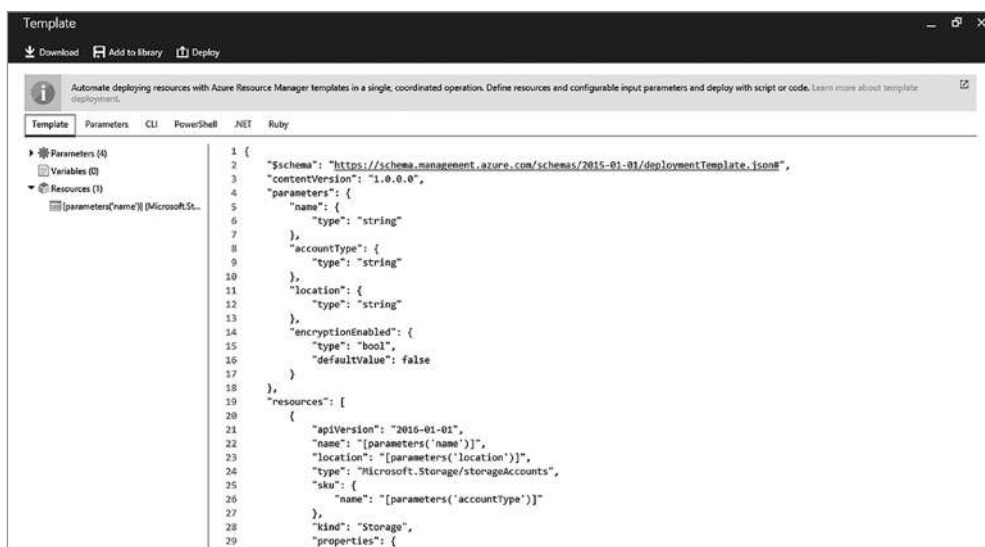 Template
Download Add to library Deploy
Automate deploying resources with Azure Resource Manager templates in a single, coordinated operation. Define resources and configurable input parameters and deploy with script or code. Learn more about template
deployment.
Template Parameters CLI PowerShell .NET Ruby
Parameters (4)
Variables (0)
Resources (1)
[parameters('name')] (Microsoft.St...
1 {
2 "$schema": "https://schema.management.azure.com/schemas/2015-01-01/deploymentTemplate.json#",
3 "contentVersion": "1.0.0.0",
4 "parameters": {
5 "name": {
6 "type": "string"
7 },
8 "accountType": {
9 "type": "string"
10 },
11 "location": {
12 "type": "string"
13 },
14 "encryptionEnabled": {
15 "type": "bool",
16 "defaultValue": false
17 }
18 },
19 "resources": [
20 {
21 "apiVersion": "2016-01-01",
22 "name": "[parameters('name')]",
23 "location": "[parameters('location')]",
24 "type": "Microsoft.Storage/storageAccounts",
25 "sku": {
26 "name": "[parameters('accountType')]"
27 },
28 "kind": "Storage",
29 "properties": {